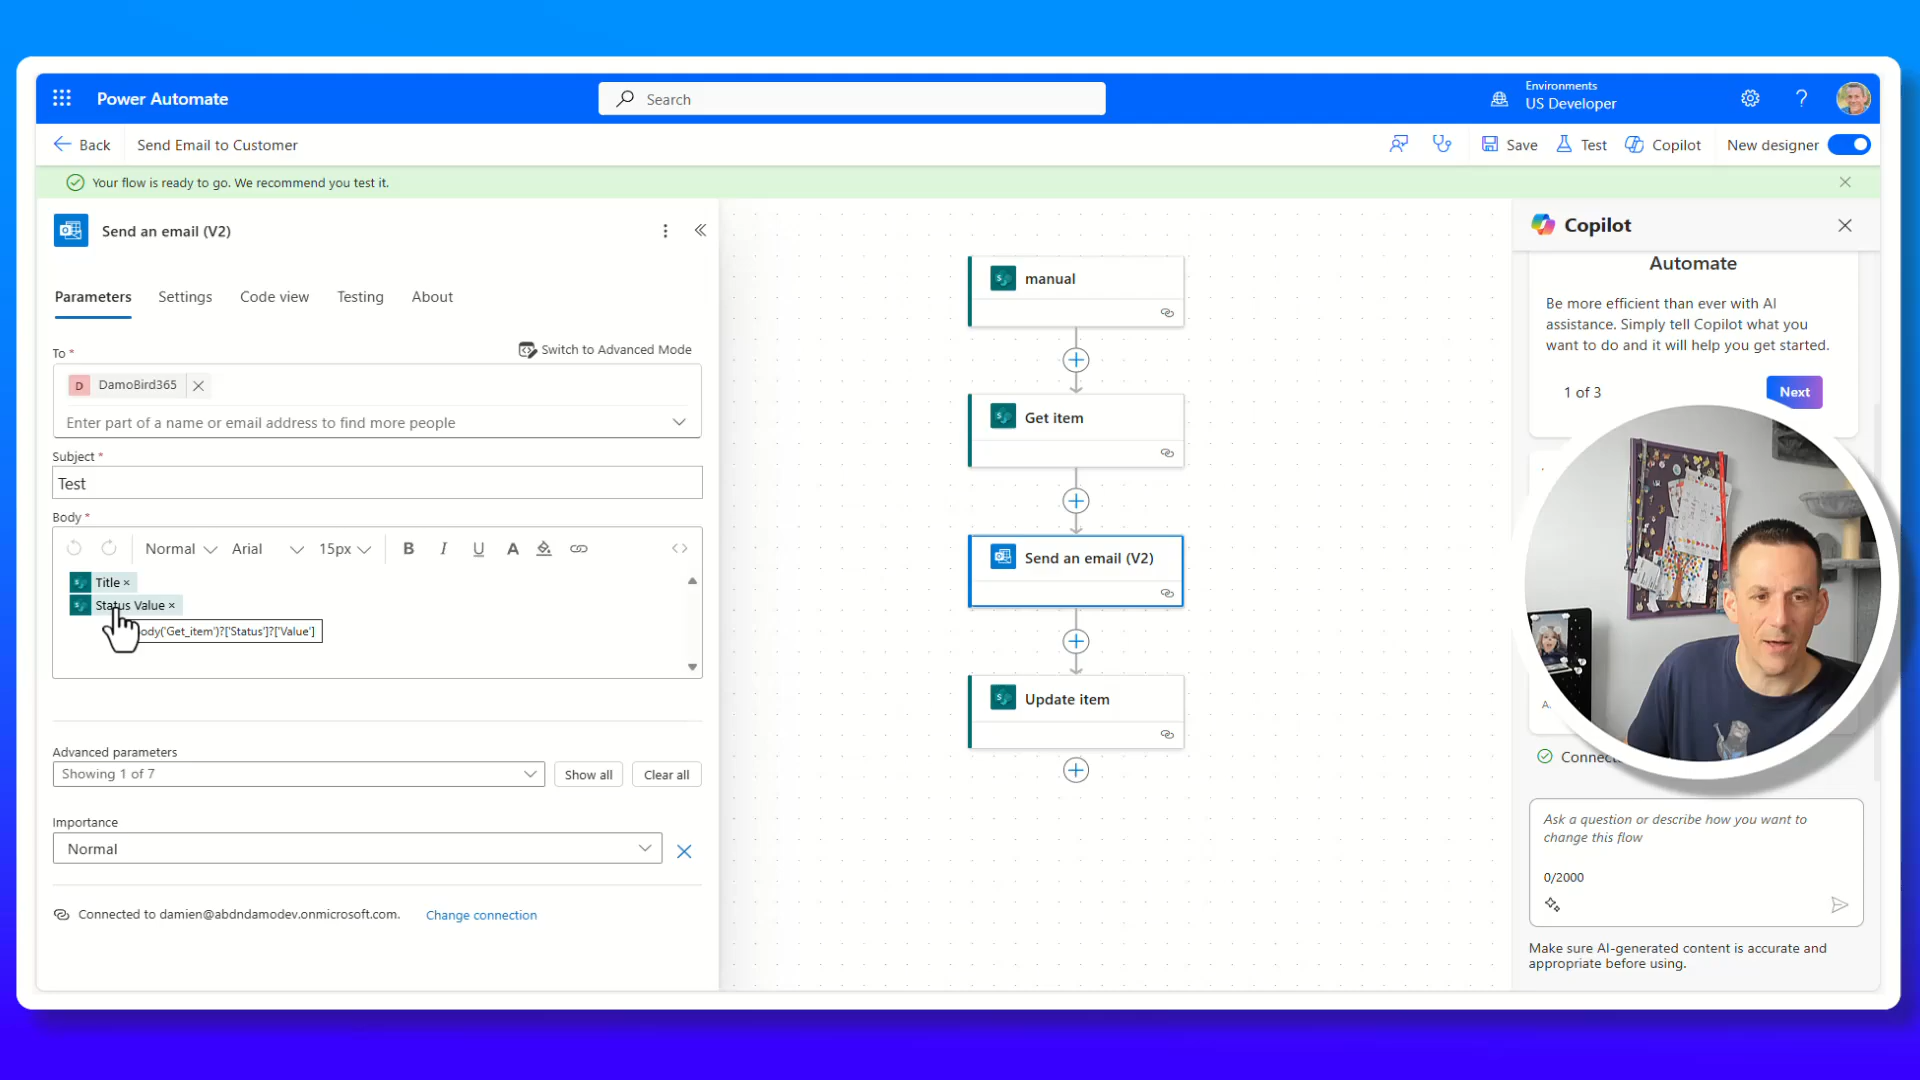 Power Automate
Search
Environments
US Developer
?
Back
Send Email to Customer
Save
Test
Copilot
New designer
Your flow is ready to go. We recommend you test it.
Send an email (V2)
Parameters
Settings
Code view
Testing
About
To *
Switch to Advanced Mode
D
DamoBird365
Enter part of a name or email address to find more people
Subject *
Test
Body *
Normal
Arial
15px
B
I
U
A
Title
Status Value
ody('Get_item')?['Status']?['Value']
Advanced parameters
Showing 1 of 7
Show all
Clear all
Importance
Normal
Connected to damien@abdndamodev.onmicrosoft.com.
Change connection
manual
Get item
Send an email (V2)
Update item
Copilot
Automate
Be more efficient than ever with AI
assistance. Simply tell Copilot what you
want to do and it will help you get started.
1 of 3
Next
Ask a question or describe how you want to
change this flow
0/2000
Make sure AI-generated content is accurate and
appropriate before using.